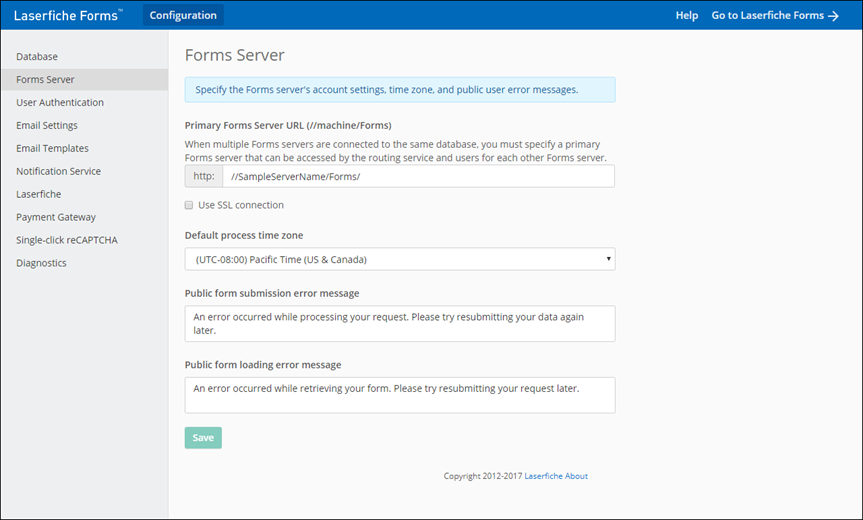 Laserfiche Forms™ Configuration Help Go to Laserfiche Forms
Database
Forms Server
User Authentication
Email Settings
Email Templates
Notification Service
Laserfiche
Payment Gateway
Single-click reCAPTCHA
Diagnostics
Forms Server
Specify the Forms server's account settings, time zone, and public user error messages.
Primary Forms Server URL (//machine/Forms)
When multiple Forms servers are connected to the same database, you must specify a primary
Forms server that can be accessed by the routing service and users for each other Forms server.
http: //SampleServerName/Forms/
Use SSL connection
Default process time zone
(UTC-08:00) Pacific Time (US & Canada)
Public form submission error message
An error occurred while processing your request. Please try resubmitting your data again
later.
Public form loading error message
An error occurred while retrieving your form. Please try resubmitting your request later.
Save
Copyright 2012-2017 Laserfiche About